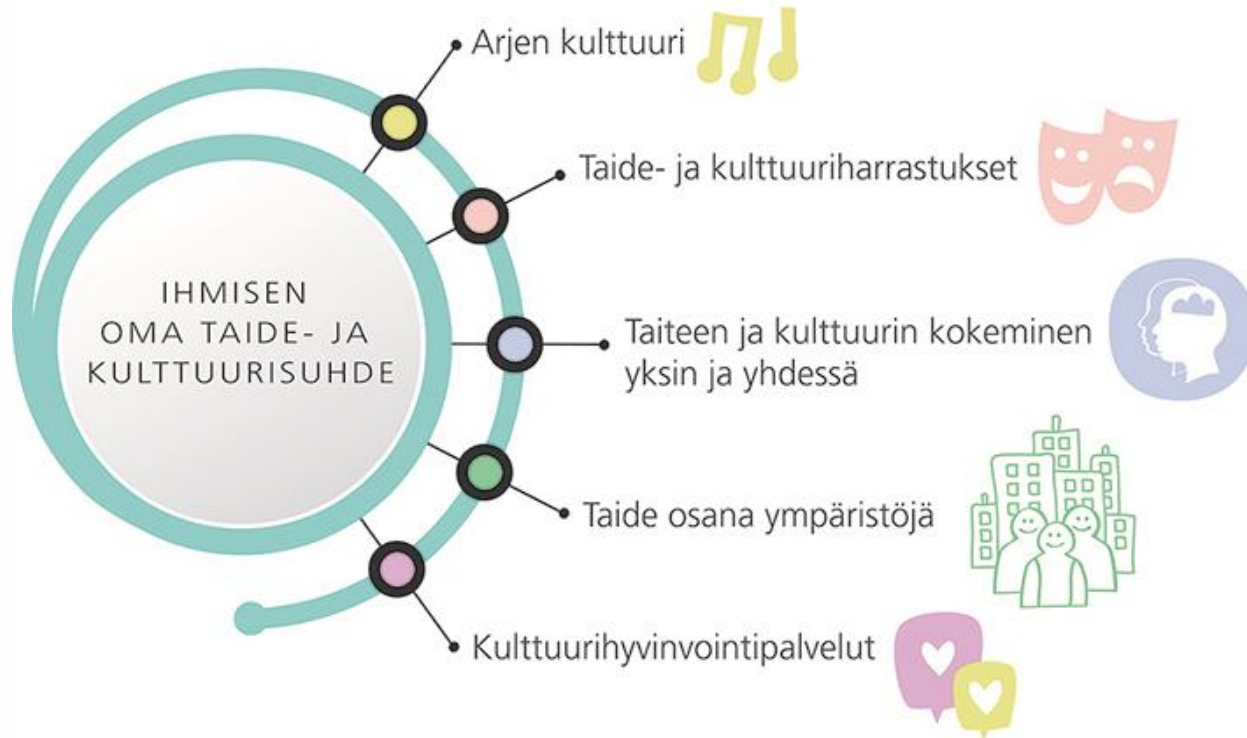 Arjen kulttuuri
Taide- ja kulttuuriharrastukset
IHMISEN
OMA TAIDE- JA
KULTTUURISUHDE
Taiteen ja kulttuurin kokeminen
yksin ja yhdessä
Taide osana ympäristöjä
Kulttuurihyvinvointipalvelut